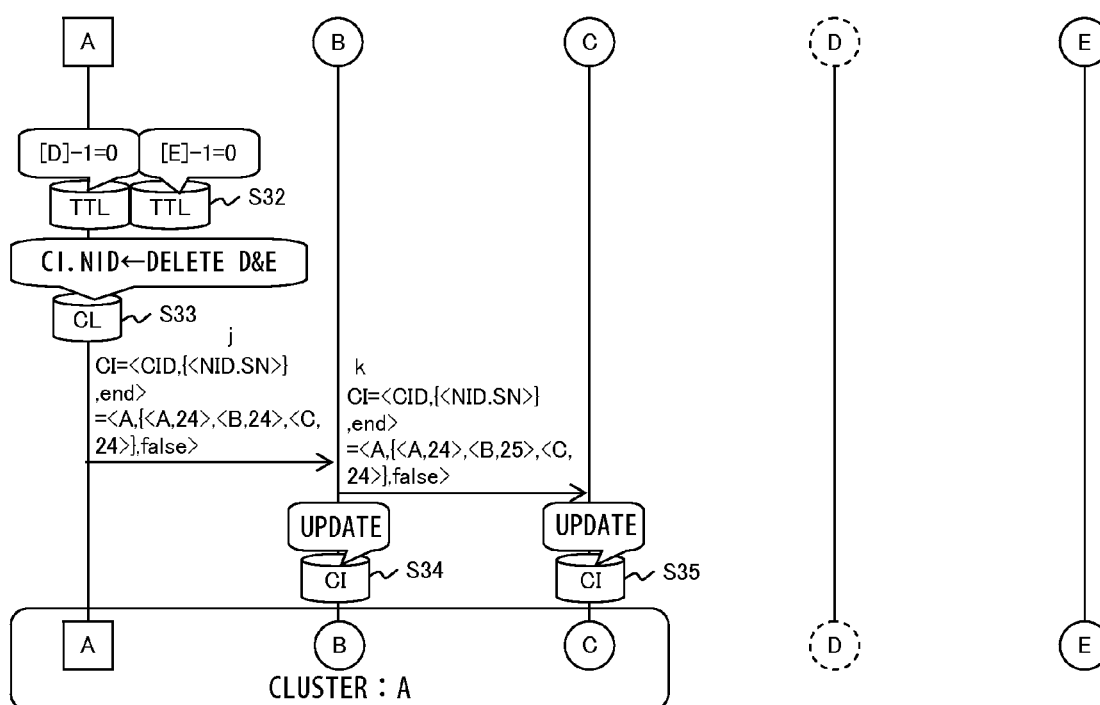 A
B
C
D
E
[D]-1=0
[E]-1=0
TTL
TTL
S32
CI.NID←DELETE D&E
CL
S33
j
CI=<CID,{<NID.SN>}
,end>
=<A,{<A,24>,<B,24>,<C,
24>},false>
k
CI=<CID,{<NID.SN>}
,end>
=<A,{<A,24>,<B,25>,<C,
24>},false>
UPDATE
UPDATE
CI
S34
CI
S35
A
B
C
D
E
CLUSTER：A